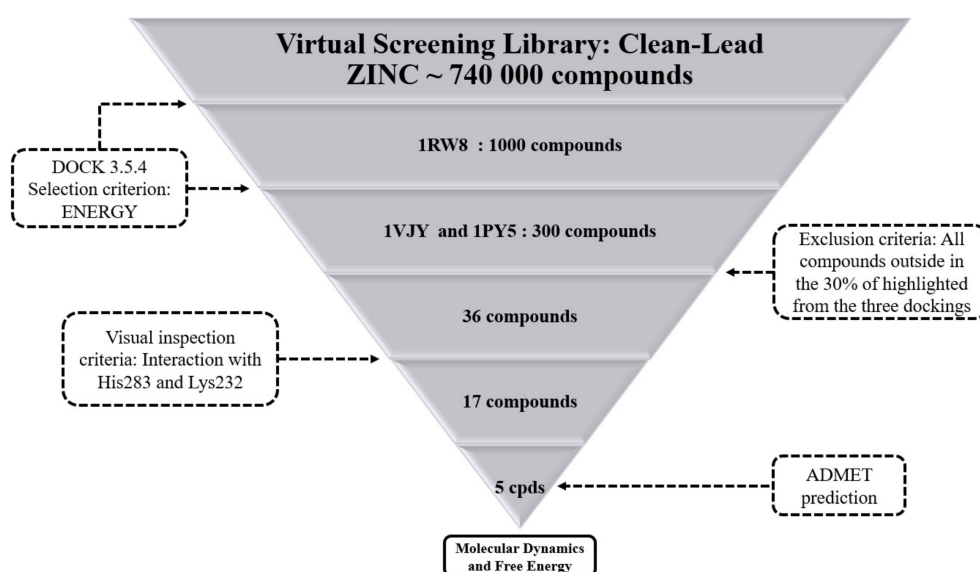 Virtual Screening Library: Clean-Lead
ZINC ~ 740 000 compounds
1RW8 : 1000 compounds
DOCK 3.5.4
Selection criterion:
ENERGY
1VJY and 1PY5 : 300 compounds
Exclusion criteria: All
compounds outside in
the 30% of highlighted
from the three dockings
36 compounds
Visual inspection
criteria: Interaction with
His283 and Lys232
17 compounds
5 cpds
ADMET
prediction
Molecular Dynamics
and Free Energy